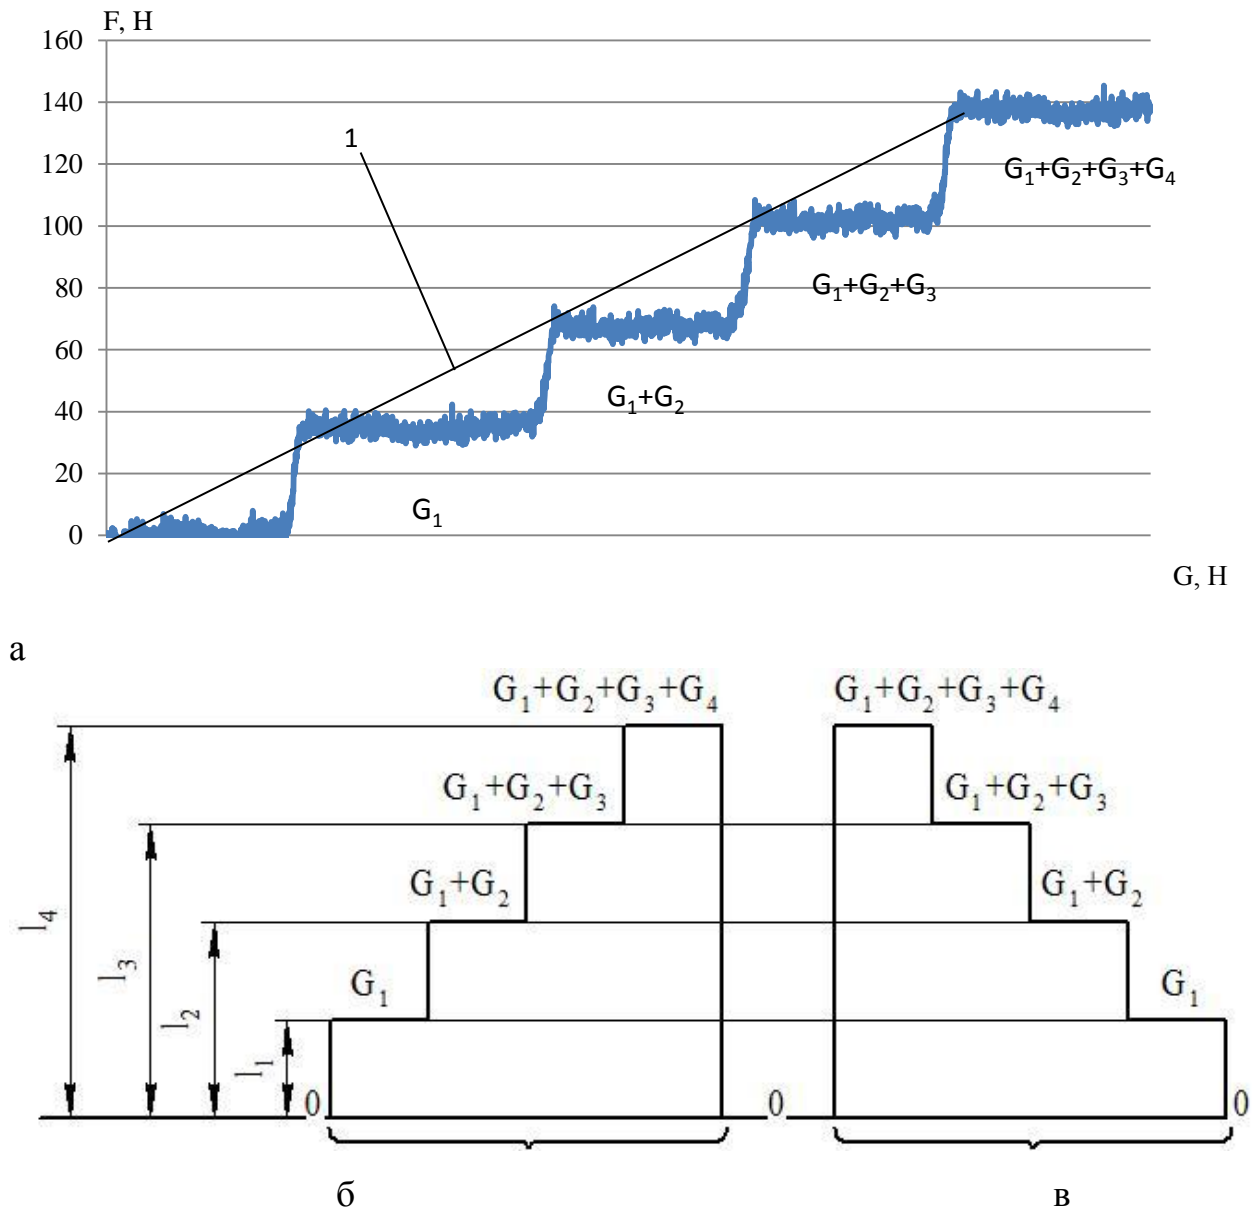 F, Н
160
140
120
100
80
60
40
20
0
1
G₁+G₂+G₃+G₄
G₁+G₂+G₃
G₁+G₂
G₁
G, Н
а
G₁+G₂+G₃+G₄
G₁+G₂+G₃+G₄
G₁+G₂+G₃
G₁+G₂+G₃
G₁+G₂
G₁+G₂
G₁
G₁
l₄
l₃
l₂
l₁
0
0
0
б
в